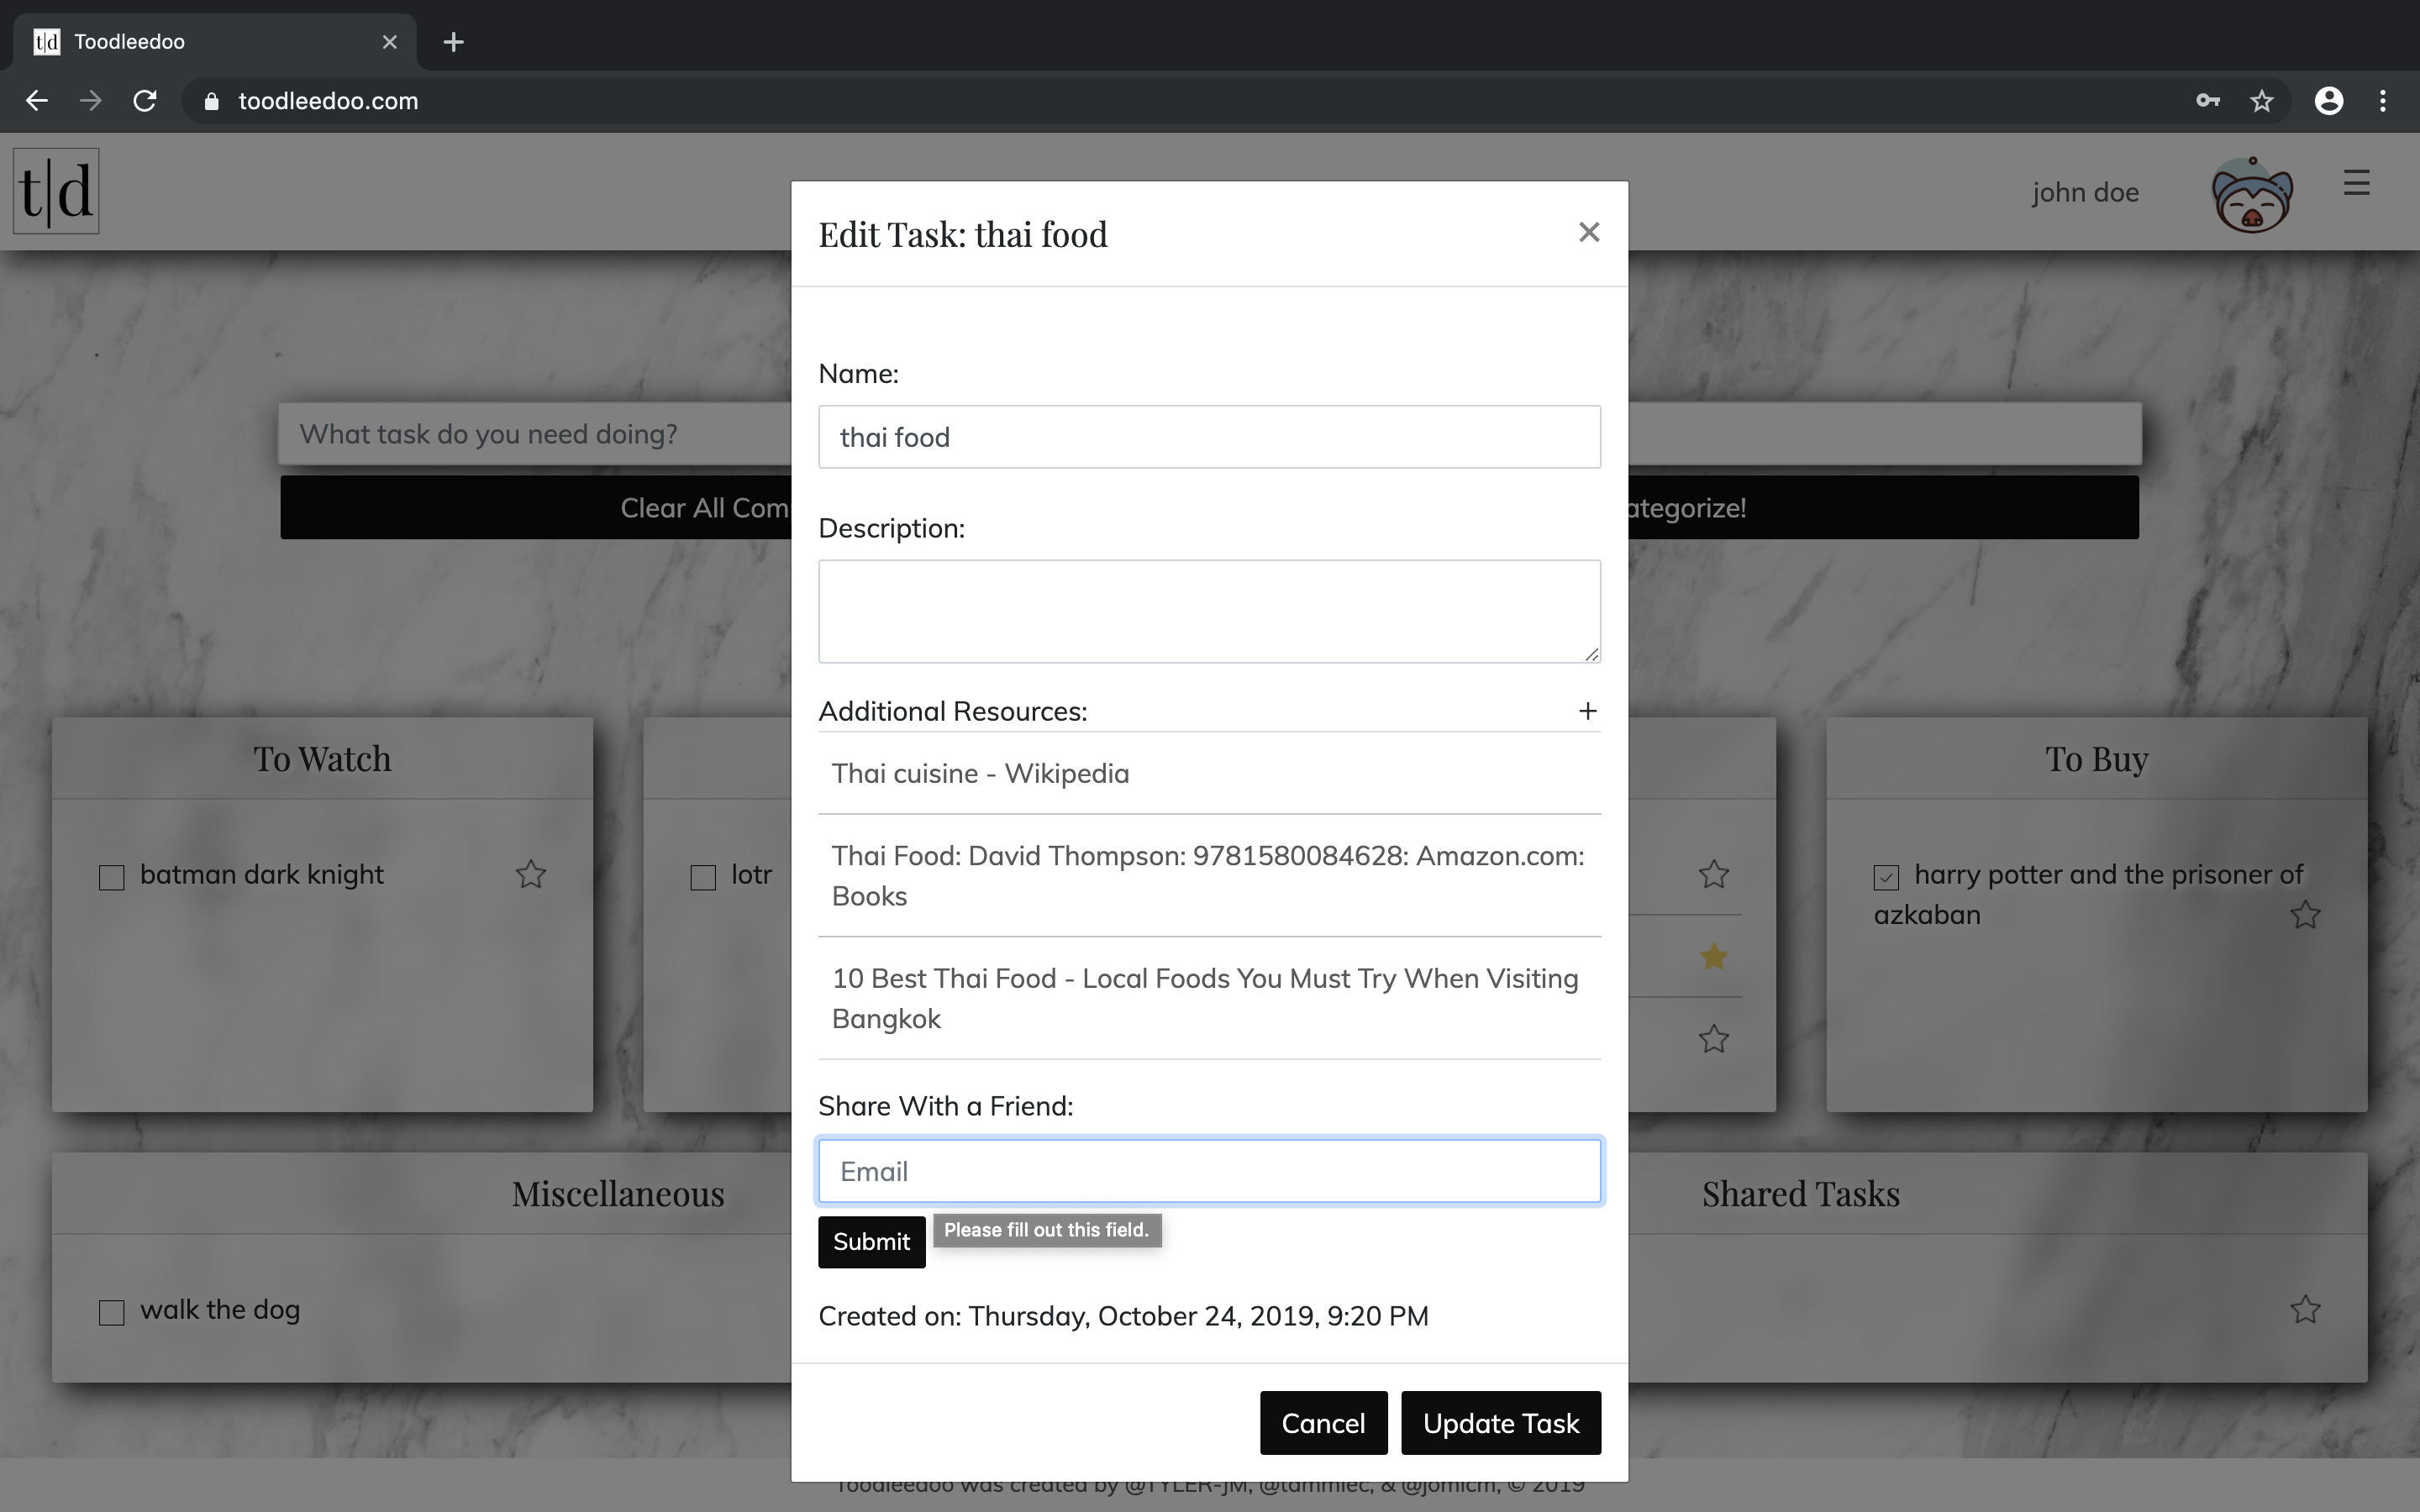 t|d Toodleedoo
toodleedoo.com
t|d
john doe
Edit Task: thai food
Name:
thai food
What task do you need doing?
Clear All Com
ategorize!
Description:
Additional Resources:
Thai cuisine - Wikipedia
Thai Food: David Thompson: 9781580084628: Amazon.com:
Books
10 Best Thai Food - Local Foods You Must Try When Visiting
Bangkok
To Watch
batman dark knight
lotr
To Buy
harry potter and the prisoner of
azkaban
Share With a Friend:
Email
Submit
Please fill out this field.
Miscellaneous
walk the dog
Shared Tasks
Created on: Thursday, October 24, 2019, 9:20 PM
Cancel
Update Task
Toodleedoo was created by @TYLER-JM, @tammiec, & @jomicm, © 2019